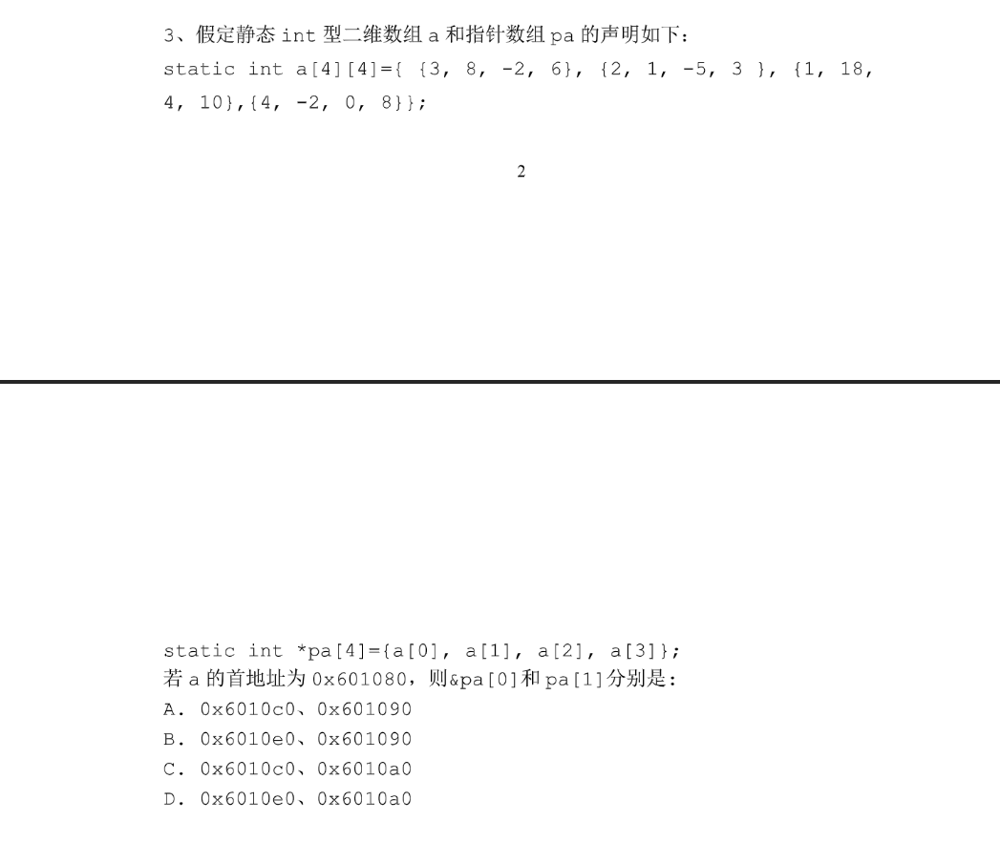 3、假定静态 int 型二维数组 a 和指针数组 pa 的声明如下:
static int a[4][4]={ {3, 8, -2, 6}, {2, 1, -5, 3 }, {1, 18,
4, 10},{4, -2, 0, 8}};
2
static int *pa[4]={a[0], a[1], a[2], a[3]};
若 a 的首地址为 0x601080，则&pa[0]和 pa[1]分别是:
A. 0x6010c0、0x601090
B. 0x6010e0、0x601090
C. 0x6010c0、0x6010a0
D. 0x6010e0、0x6010a0